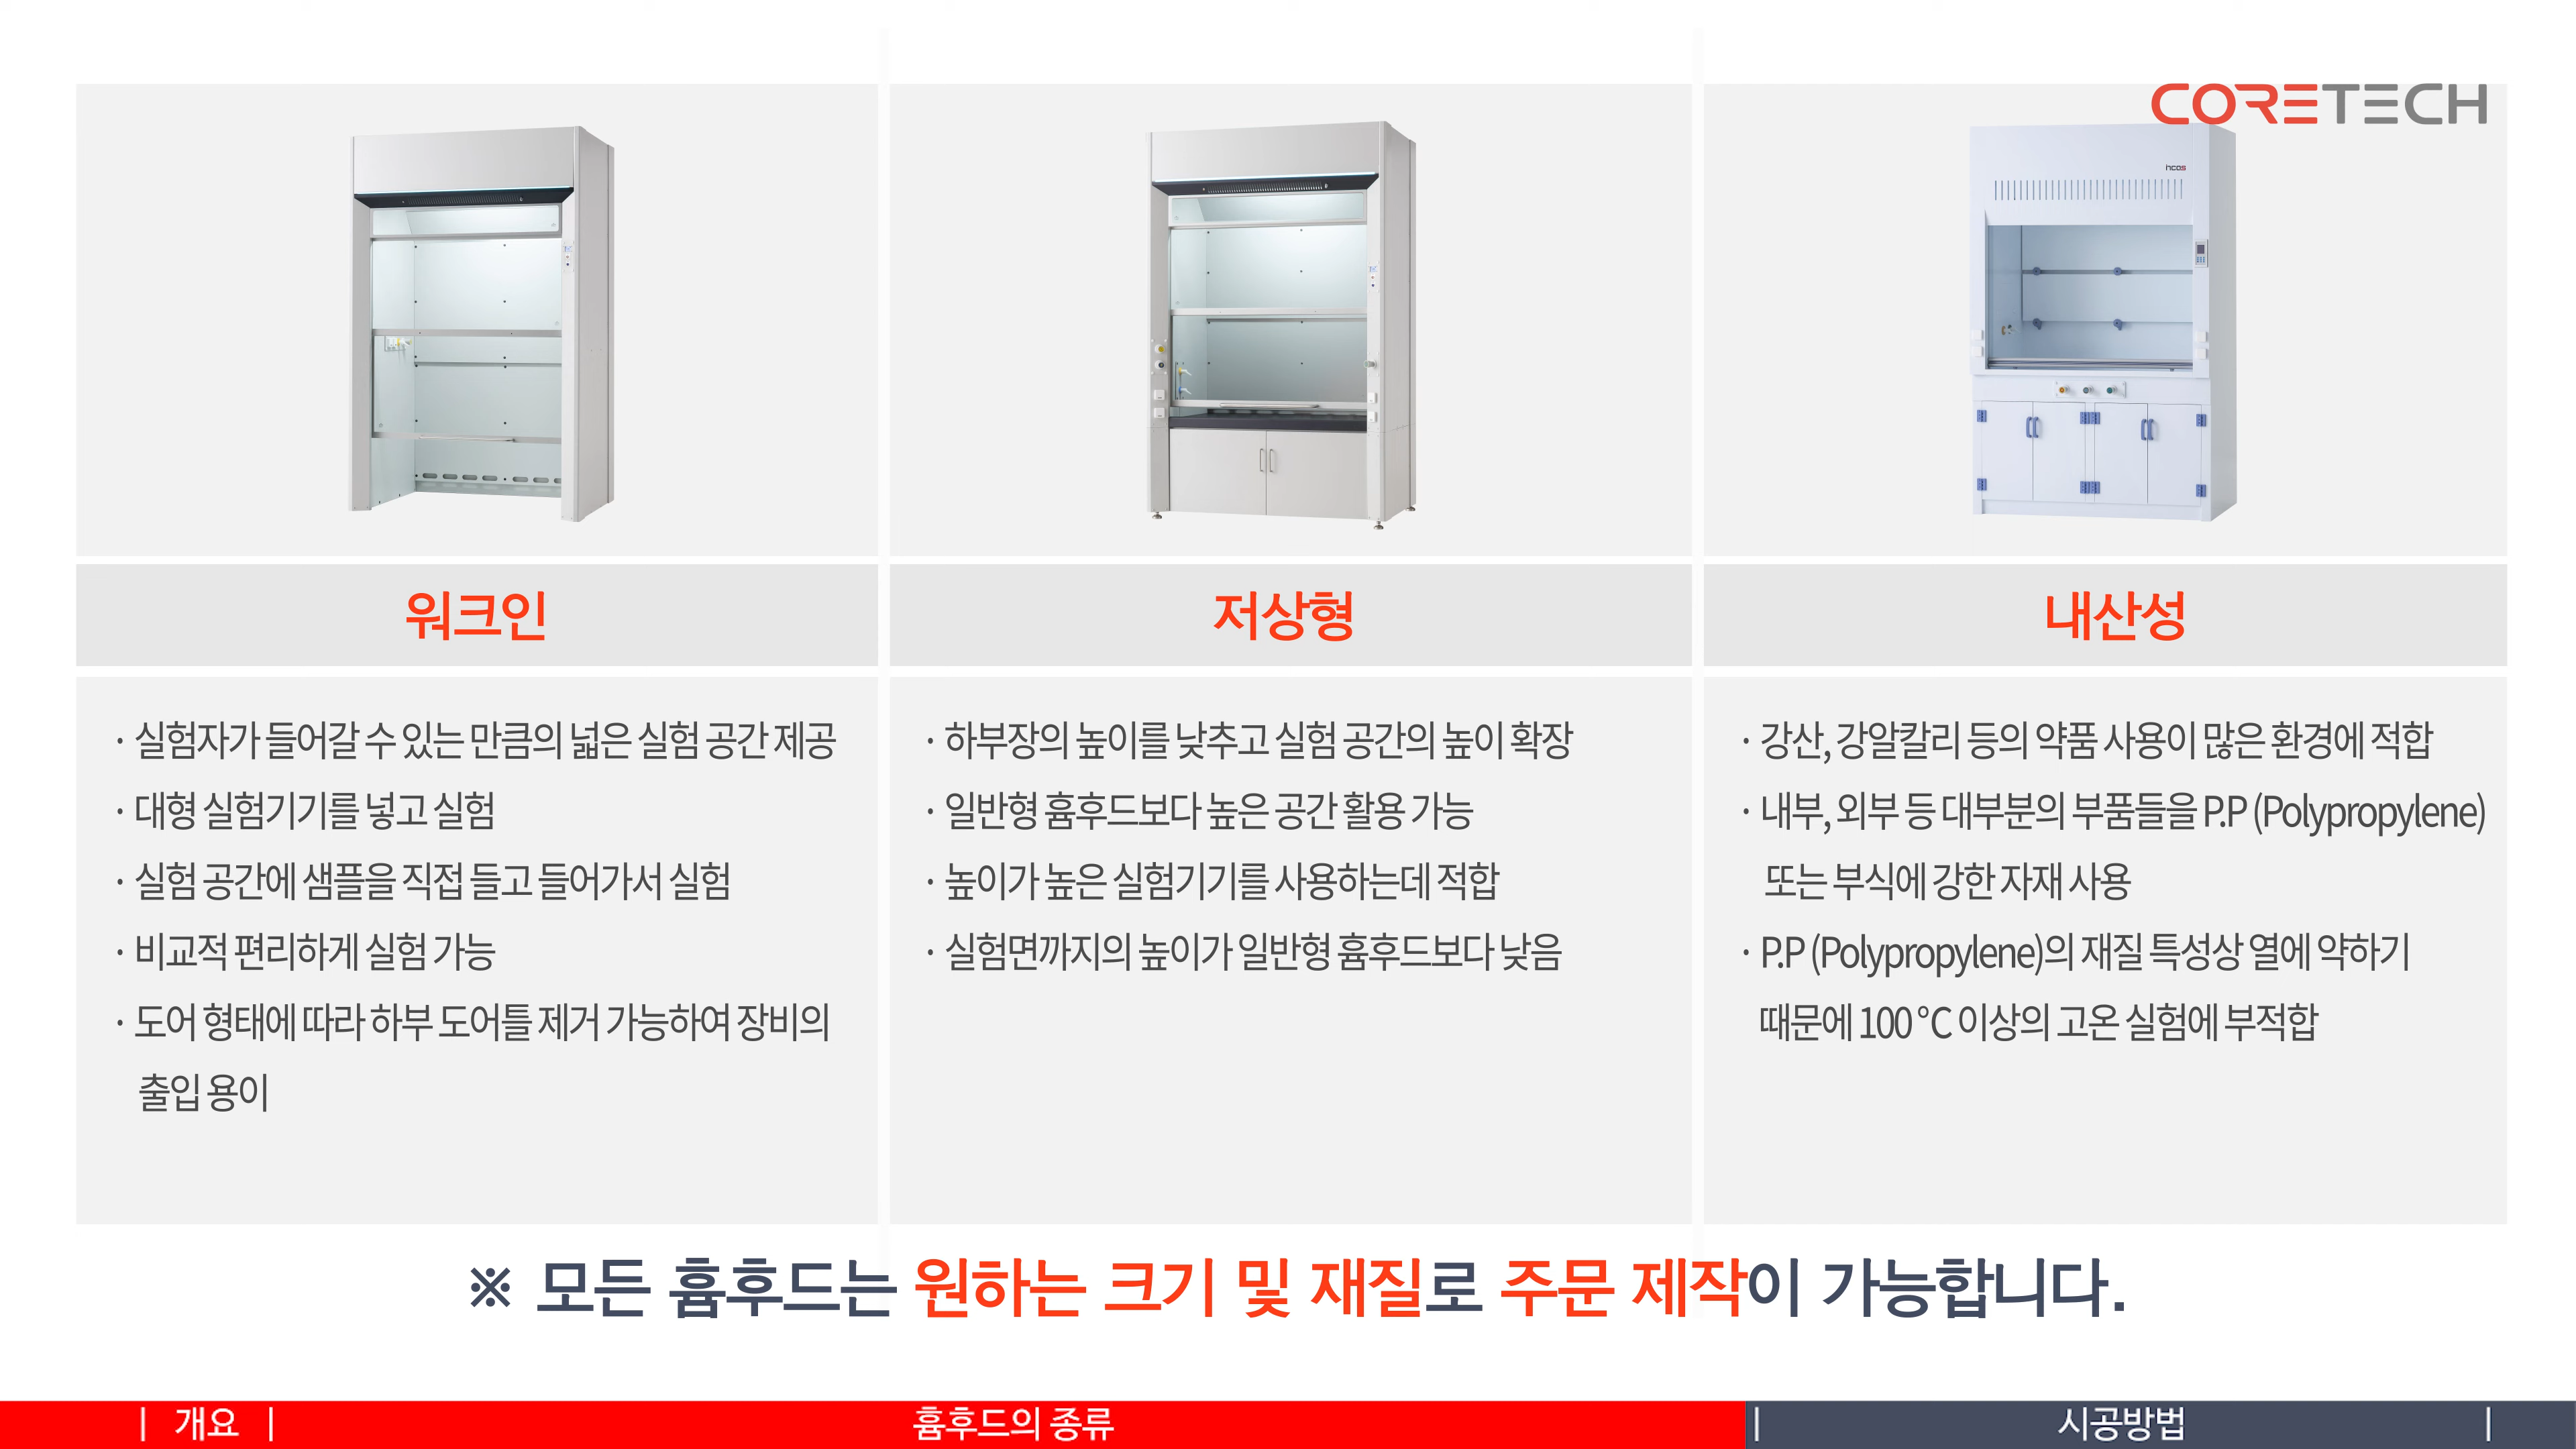 CORETECH
hcos
워크인
· 실험자가 들어갈 수 있는 만큼의 넓은 실험 공간 제공
· 대형 실험기기를 넣고 실험
· 실험 공간에 샘플을 직접 들고 들어가서 실험
· 비교적 편리하게 실험 가능
· 도어 형태에 따라 하부 도어틀 제거 가능하여 장비의
출입 용이
저상형
· 하부장의 높이를 낮추고 실험 공간의 높이 확장
· 일반형 흄후드보다 높은 공간 활용 가능
· 높이가 높은 실험기기를 사용하는데 적합
· 실험면까지의 높이가 일반형 흄후드보다 낮음
내산성
· 강산, 강알칼리 등의 약품 사용이 많은 환경에 적합
· 내부, 외부 등 대부분의 부품들을 P.P (Polypropylene)
또는 부식에 강한 자재 사용
· P.P (Polypropylene)의 재질 특성상 열에 약하기
때문에 100 °C 이상의 고온 실험에 부적합
※ 모든 흄후드는 원하는 크기 및 재질로 주문 제작이 가능합니다.
| 개요 | 흄후드의 종류 | 시공방법 |